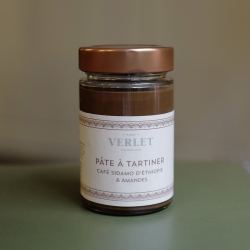 VERLET
PÂTE À TARTINER
CAFÉ SIDAMO D'ÉTHIOPIE
& AMANDES